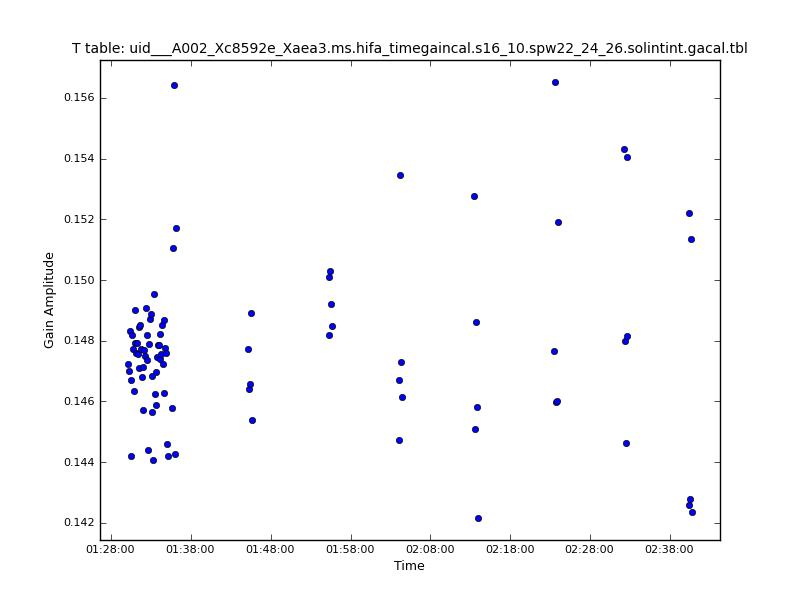 T table: uid___A002_Xc8592e_Xaea3.ms.hifa_timegaincal.s16_10.spw22_24_26.solintint.gacal.tbl
0.156
0.154
0.152
0.150
0.148
0.146
0.144
0.142
Gain Amplitude
01:28:00 01:38:00 01:48:00 01:58:00 02:08:00 02:18:00 02:28:00 02:38:00
Time